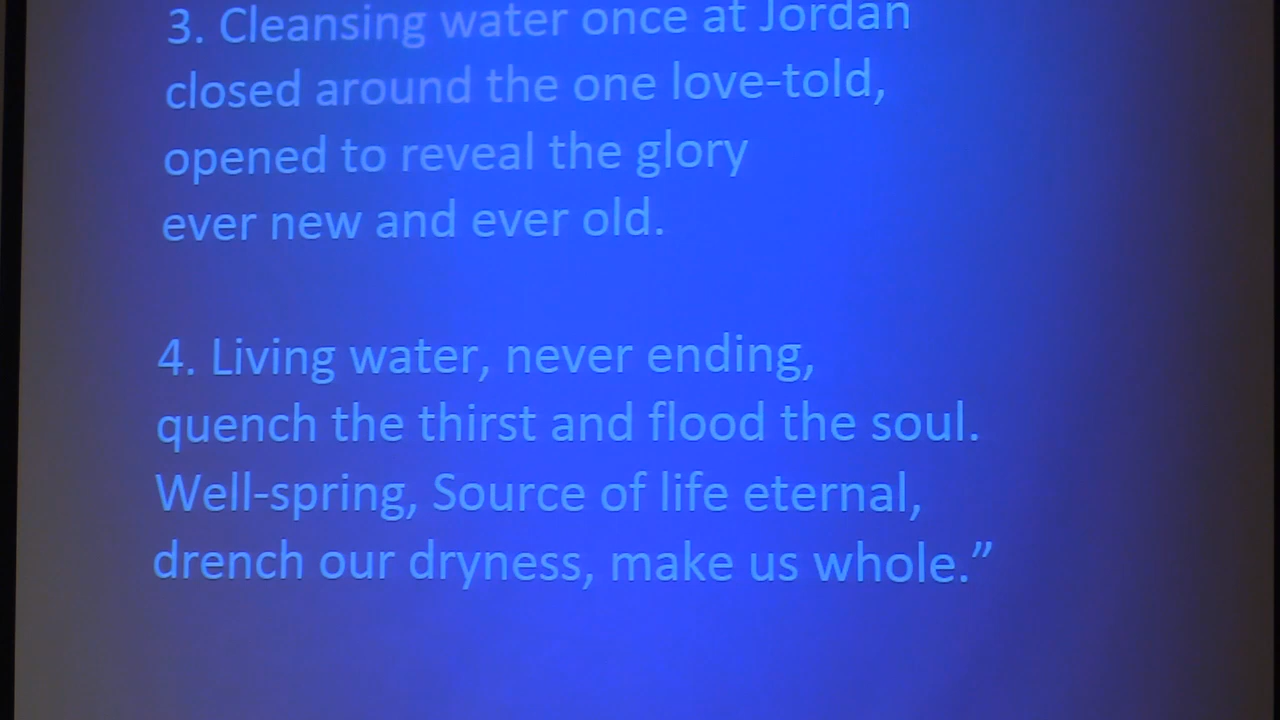 3. Cleansing water once at Jordan
closed around the one love-told,
opened to reveal the glory
ever new and ever old.
4. Living water, never ending,
quench the thirst and flood the soul.
Well-spring, Source of life eternal,
drench our dryness, make us whole.”